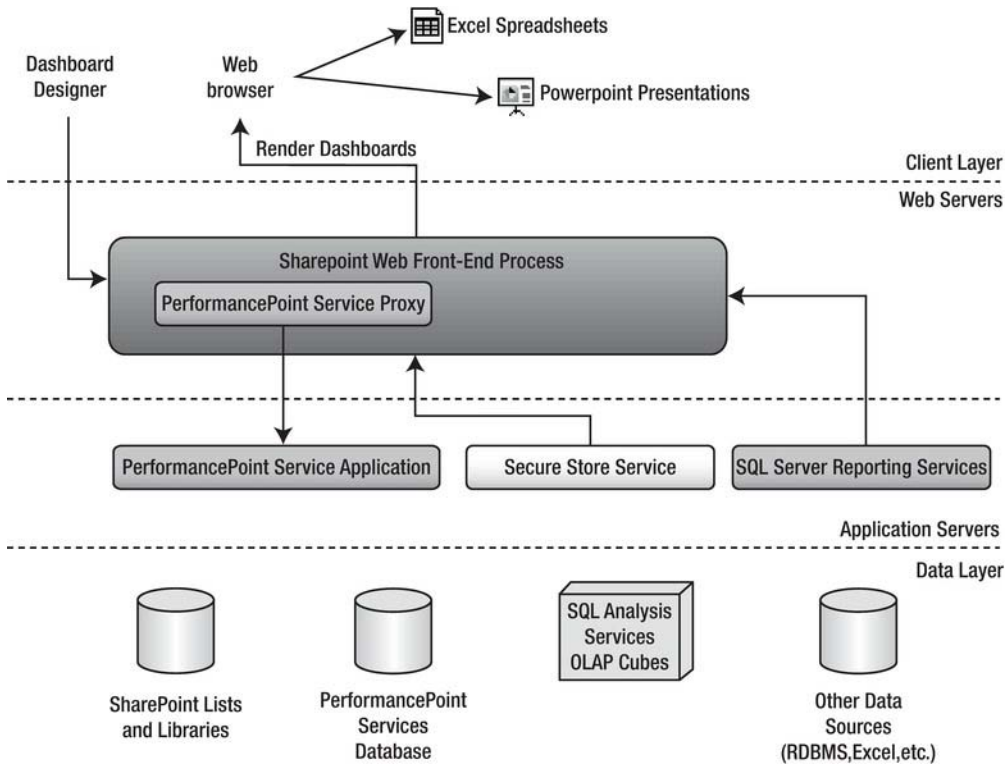 Excel Spreadsheets
Dashboard
Designer
Web
browser
Powerpoint Presentations
Render Dashboards
Client Layer
Web Servers
Sharepoint Web Front-End Process
PerformancePoint Service Proxy
PerformancePoint Service Application
Secure Store Service
SQL Server Reporting Services
Application Servers
Data Layer
SharePoint Lists
and Libraries
PerformancePoint
Services
Database
SQL Analysis
Services
OLAP Cubes
Other Data
Sources
(RDBMS,Excel,etc.)